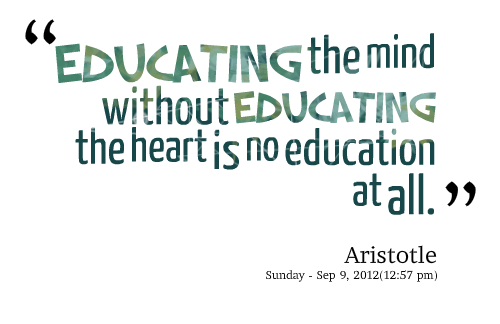 “ EDUCATING the mind
without EDUCATING
the heart is no education
at all. ”
Aristotle
Sunday - Sep 9, 2012(12:57 pm)